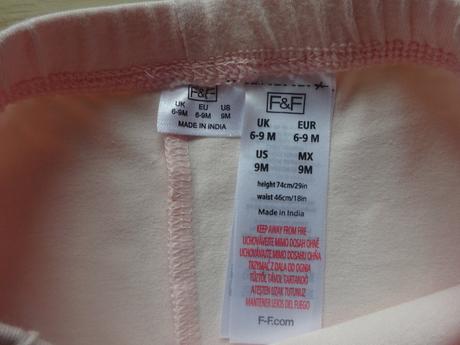 F&F
UK EU US
6-9M 6-9M 9M
MADE IN INDIA
F&F
UK EUR
6-9 M 6-9 M
US MX
9M 9M
height 74cm/29in
waist 46cm/18in
Made in India
KEEP AWAY FROM FIRE
UCHOVÁVEJTE MIMO DOSAH OHNĚ
UCHOVÁVAJTE MIMO DOSAHU OHŇA
TRZYMAĆ Z DALA OD OGNIA
TŰZTŐL TÁVOL TARTANDÓ
ATEŞTEN UZAK TUTUNUZ
MANTENER LEJOS DEL FUEGO
F-F.com